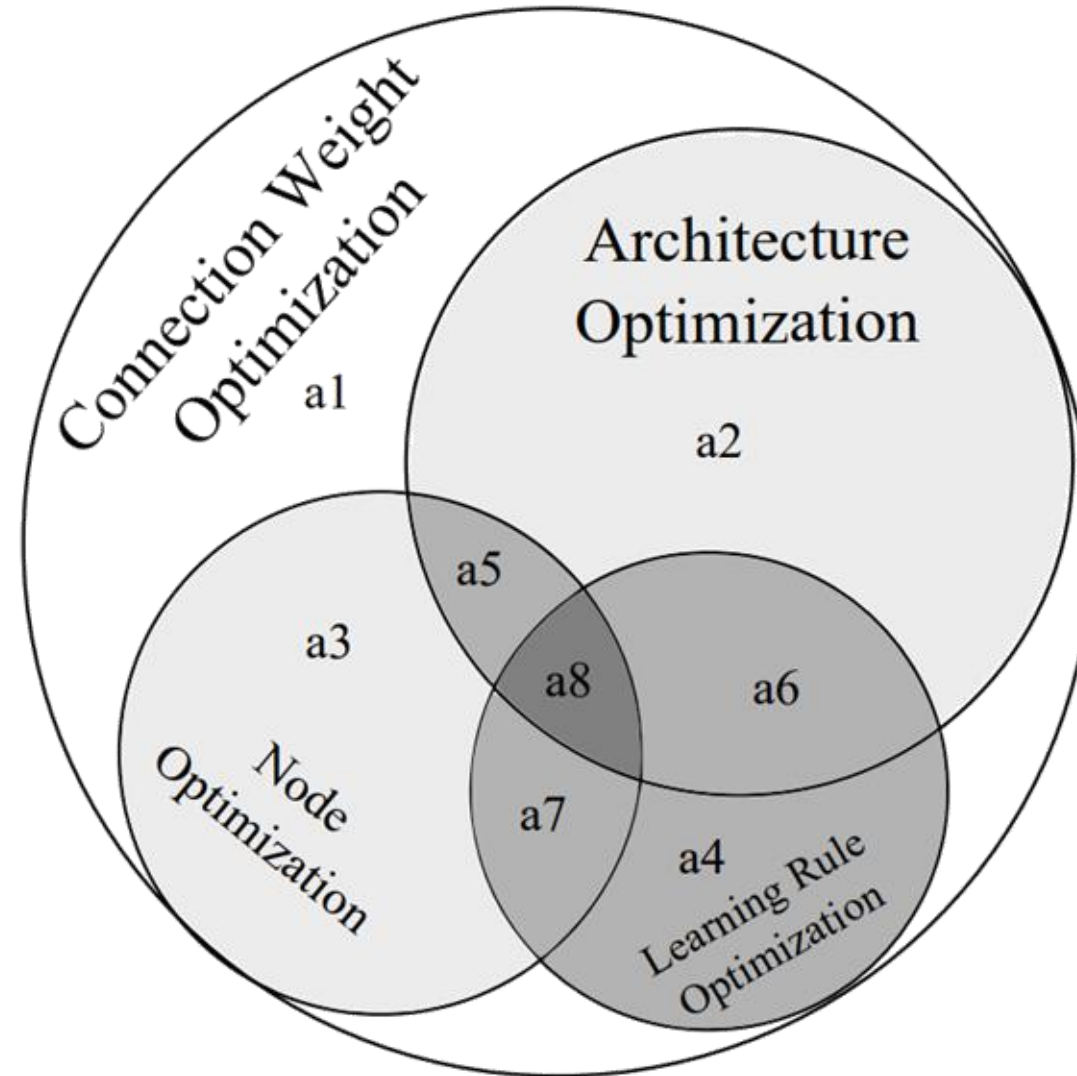 Connection Weight
Optimization
a1
Architecture
Optimization
a2
a5
a3
a8
a6
Node
Optimization
a7
a4
Learning Rule
Optimization